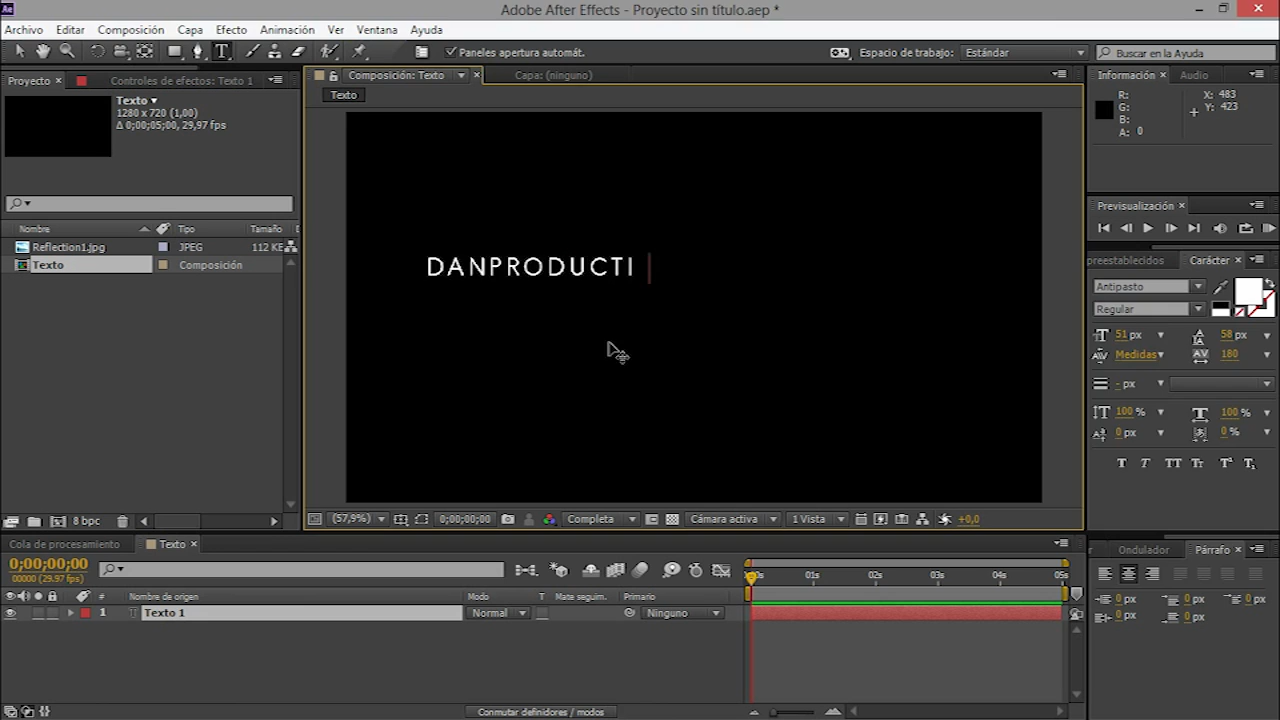 Adobe After Effects - Proyecto sin título.aep *
Archivo Editar Composición Capa Efecto Animación Ver Ventana Ayuda
Paneles apertura automát. Espacio de trabajo: Estándar Buscar en la Ayuda
Proyecto × Controles de efectos: Texto 1
Composición: Texto × Capa: (ninguno)
Información × Audio
Texto
1280 x 720 (1,00)
Δ 0;00;05;00, 29,97 fps
Texto
R:
G:
B:
A: 0
X: 483
Y: 423
DANPRODUCTI
Nombre Tipo Tamaño
Reflection1.jpg JPEG 112 KE
Texto Composición
8 bpc
(57,9%) 0;00;00;00 Completa Cámara activa 1 Vista +0,0
Previsualización ×
preestablecidos Carácter ×
Antipasto
Regular
51 px 58 px
Medidas 180
- px
100 % 100 %
0 px 0 %
T T TT Tr T¹ T₁
Cola de procesamiento Texto ×
0;00;00;00
00000 (29.97 fps)
# Nombre de origen Modo T Mate seguim. Primario
1 T Texto 1 Normal Ninguno
0s 01s 02s 03s 04s 05s
Conmutar definidores / modos
r Ondulador Párrafo ×
0 px 0 px 0 px
0 px 0 px